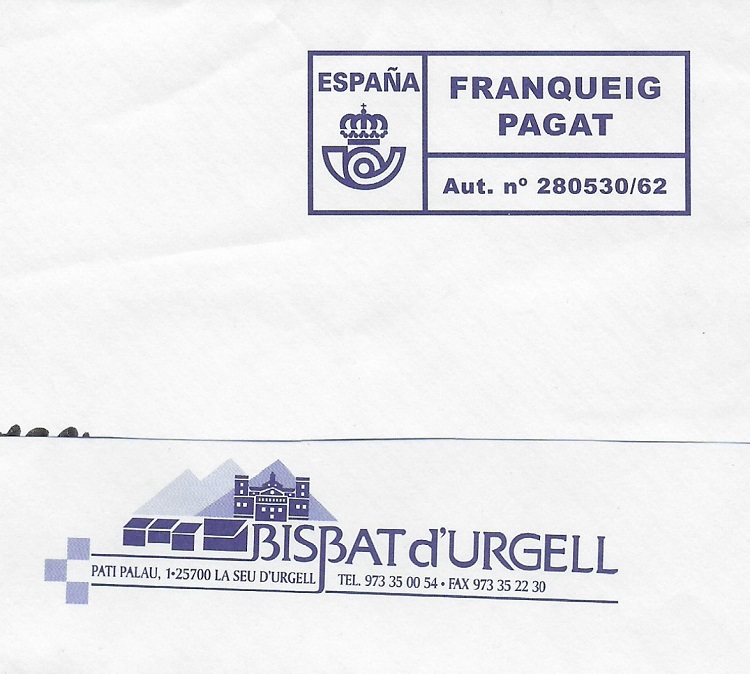 ESPAÑA
FRANQUEIG
PAGAT
Aut. nº 280530/62
BISBAT d'URGELL
PATI PALAU, 1•25700 LA SEU D'URGELL
TEL. 973 35 00 54 • FAX 973 35 22 30